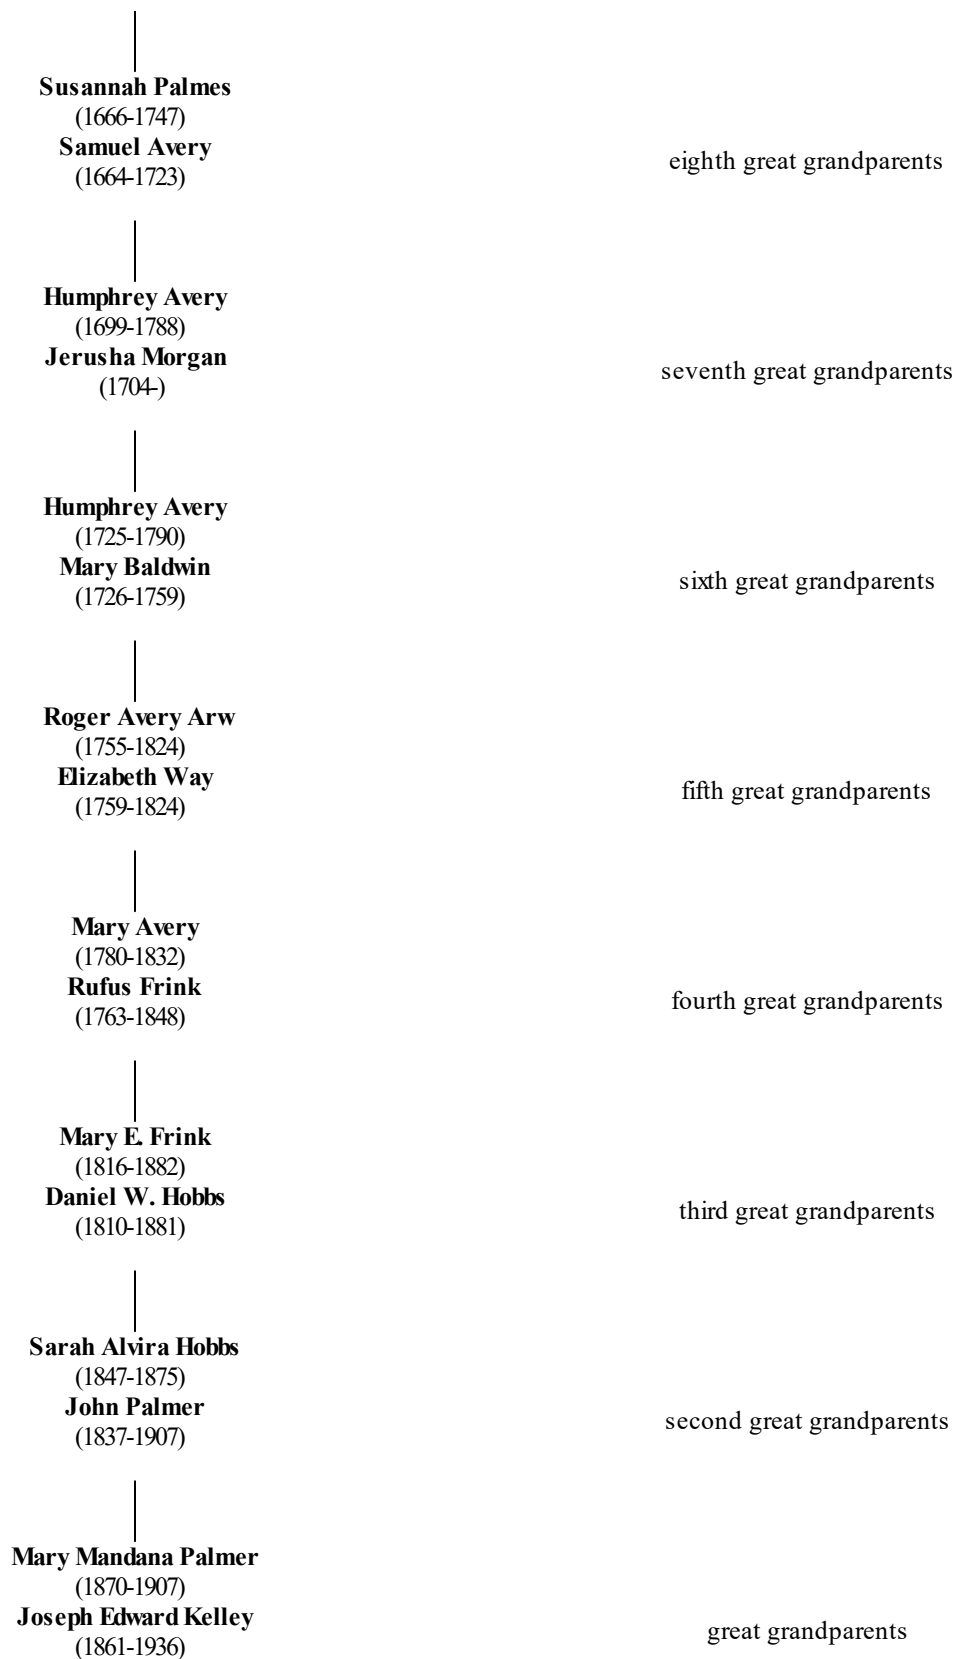 Susannah Palmes
(1666-1747)
Samuel Avery
(1664-1723)
eighth great grandparents
Humphrey Avery
(1699-1788)
Jerusha Morgan
(1704-)
seventh great grandparents
Humphrey Avery
(1725-1790)
Mary Baldwin
(1726-1759)
sixth great grandparents
Roger Avery Arw
(1755-1824)
Elizabeth Way
(1759-1824)
fifth great grandparents
Mary Avery
(1780-1832)
Rufus Frink
(1763-1848)
fourth great grandparents
Mary E. Frink
(1816-1882)
Daniel W. Hobbs
(1810-1881)
third great grandparents
Sarah Alvira Hobbs
(1847-1875)
John Palmer
(1837-1907)
second great grandparents
Mary Mandana Palmer
(1870-1907)
Joseph Edward Kelley
(1861-1936)
great grandparents